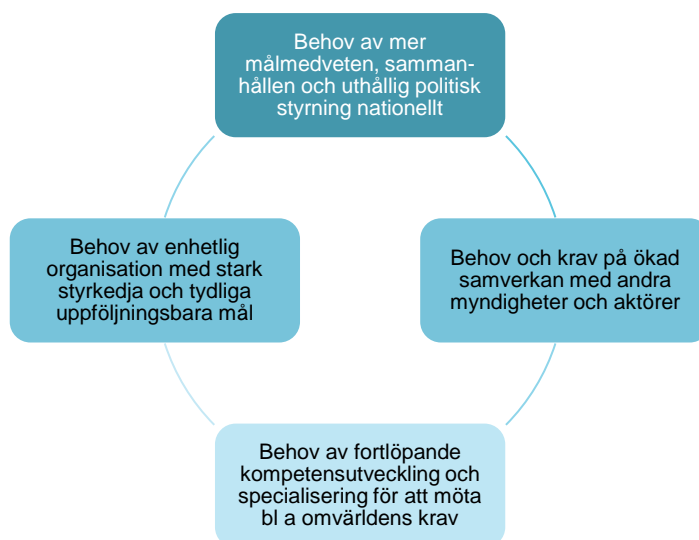 Behov av mer
målmedveten, samman-
hållen och uthållig politisk
styrning nationellt
Behov av enhetlig
organisation med stark
styrkedja och tydliga
uppföljningsbara mål
Behov och krav på ökad
samverkan med andra
myndigheter och aktörer
Behov av fortlöpande
kompetensutveckling och
specialisering för att möta
bl a omvärldens krav